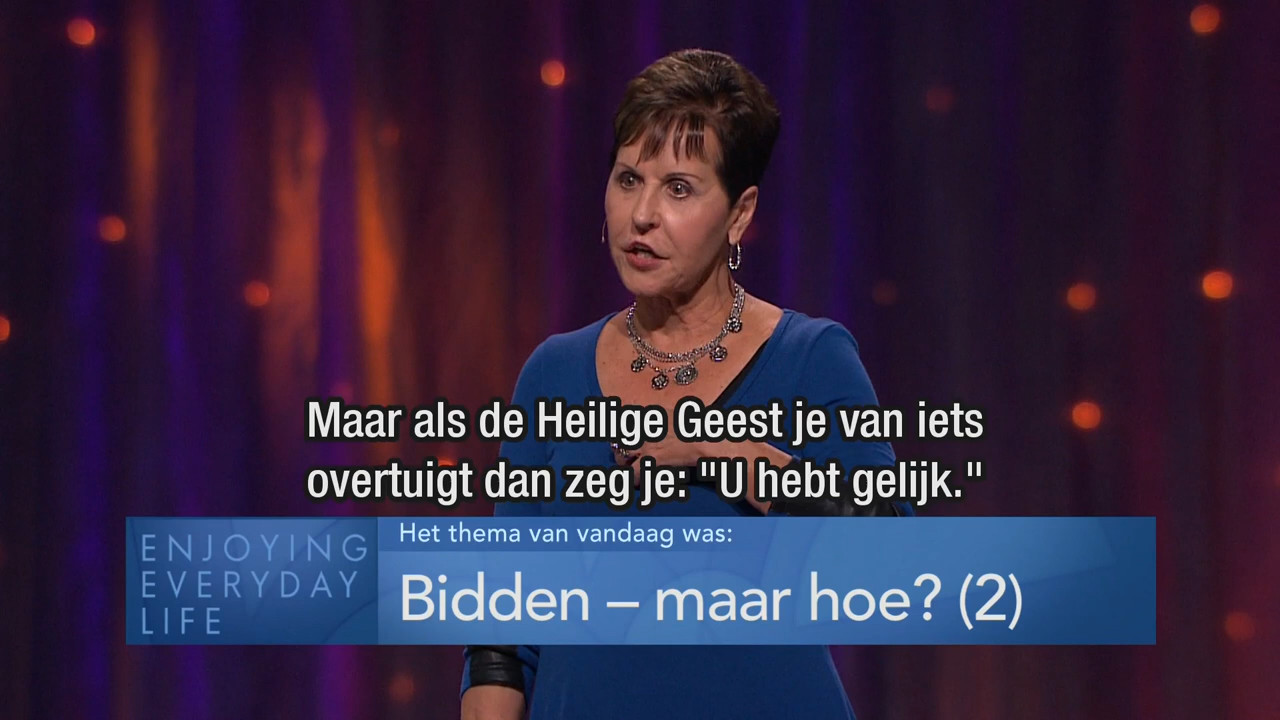 Maar als de Heilige Geest je van iets
overtuigt dan zeg je: "U hebt gelijk."
Het thema van vandaag was:
ENJOYING
EVERYDAY
LIFE
Bidden – maar hoe? (2)